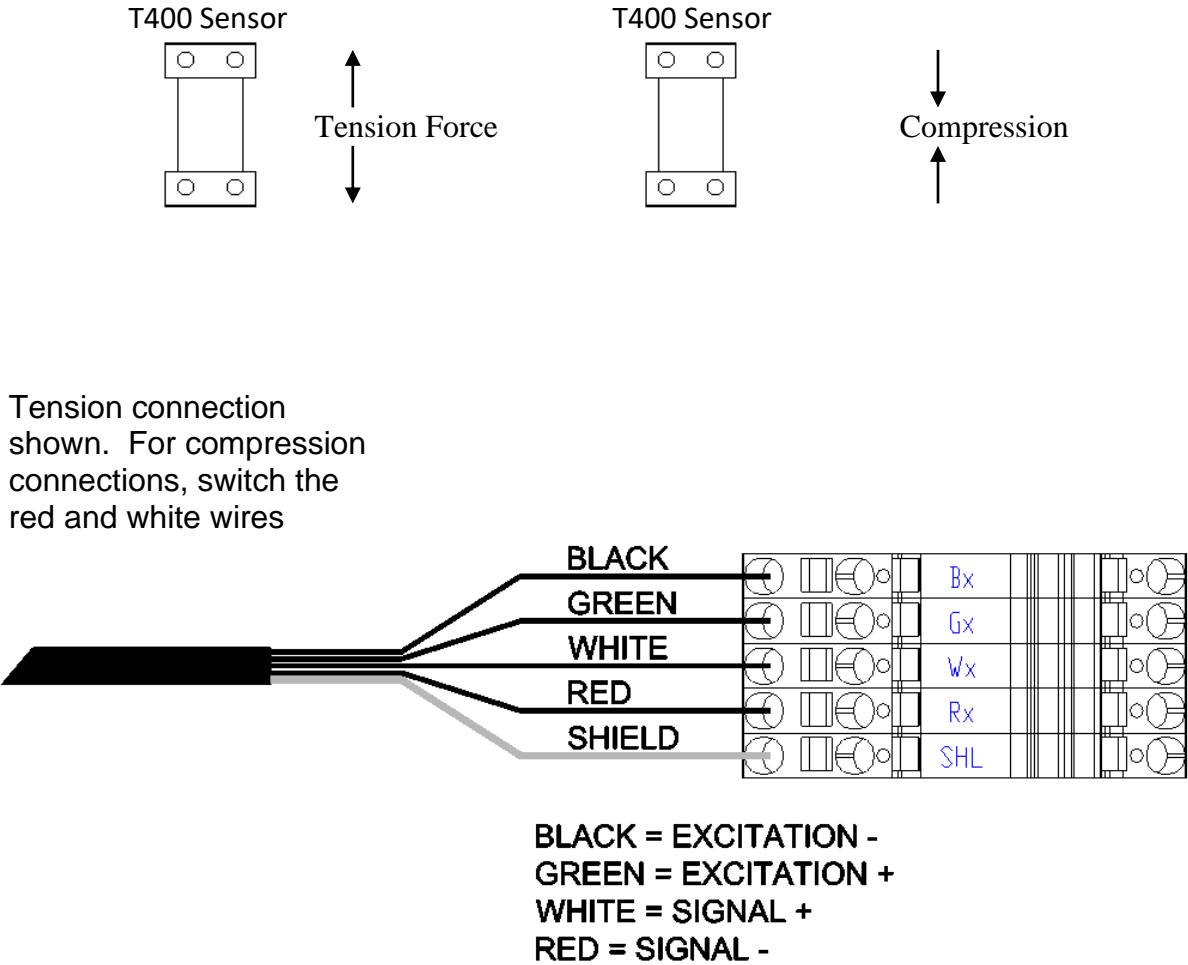 T400 Sensor
T400 Sensor
Tension Force
Compression
Tension connection
shown.  For compression
connections, switch the
red and white wires
BLACK
Bx
GREEN
Gx
WHITE
Wx
RED
Rx
SHIELD
SHL
BLACK = EXCITATION -
GREEN = EXCITATION +
WHITE = SIGNAL +
RED = SIGNAL -